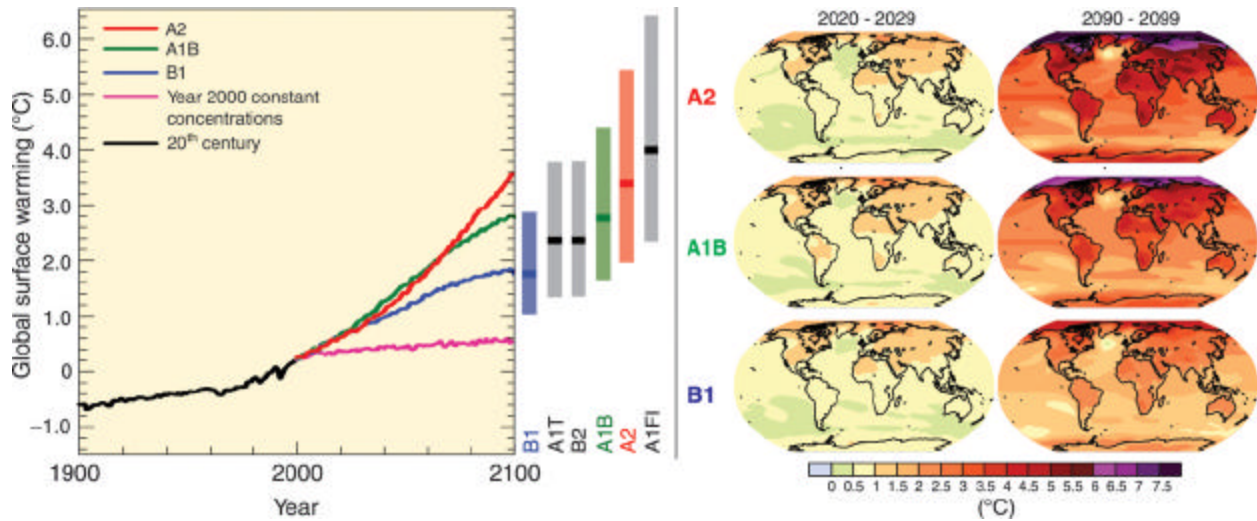 6.0
5.0
4.0
3.0
2.0
1.0
0
−1.0
Global surface warming (°C)
A2
A1B
B1
Year 2000 constant
concentrations
20th century
1900
2000
2100
Year
B1
A1T
B2
A1B
A2
A1FI
2020 - 2029
2090 - 2099
A2
A1B
B1
0 0.5 1 1.5 2 2.5 3 3.5 4 4.5 5 5.5 6 6.5 7 7.5
(°C)